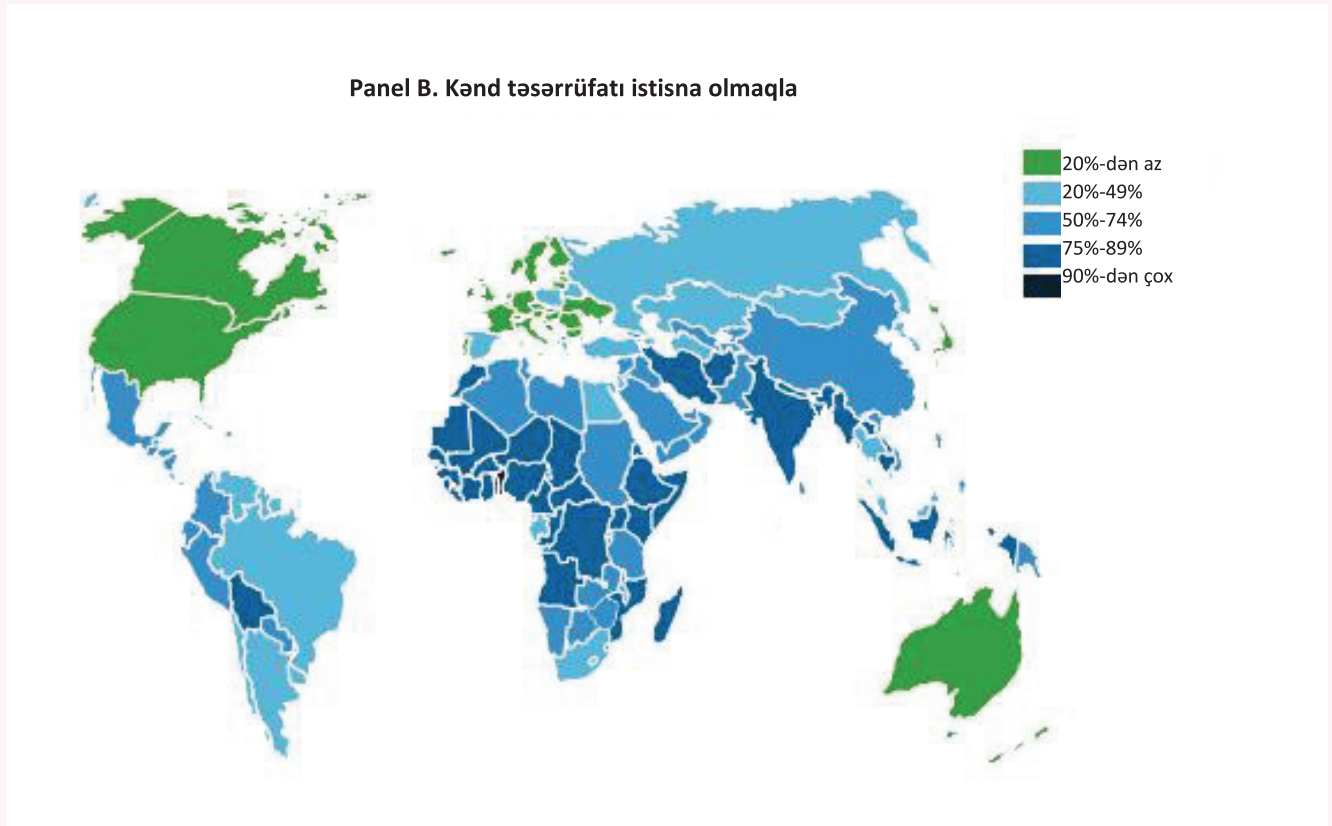 Panel B. Kənd təsərrüfatı istisna olmaqla
20%-dən az
20%-49%
50%-74%
75%-89%
90%-dən çox